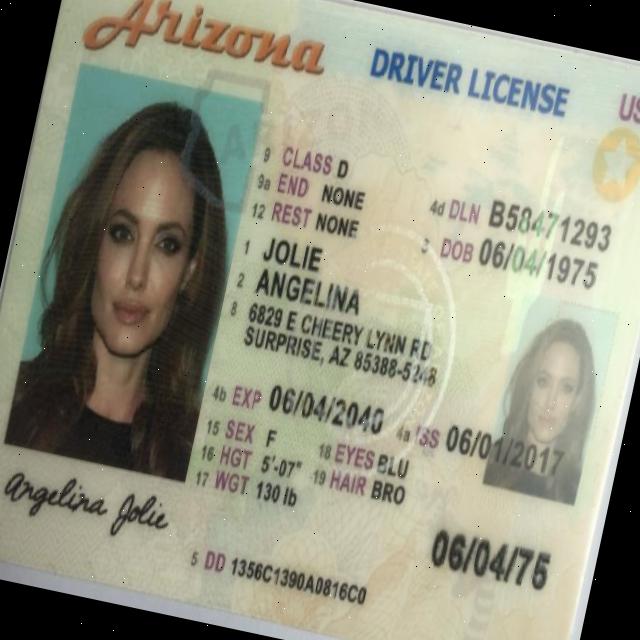 Arizona
DRIVER LICENSE
US
9 CLASS D
9a END NONE
12 REST NONE
4d DLN B58471293
3 DOB 06/04/1975
1 JOLIE
2 ANGELINA
8 6829 E CHEERY LYNN RD
SURPRISE, AZ 85388-5248
4b EXP 06/04/2040
4a ISS 06/01/2017
15 SEX F
16 HGT 5'-07"
17 WGT 130 lb
18 EYES BLU
19 HAIR BRO
Angelina Jolie
06/04/75
5 DD 1356C1390A0816C0